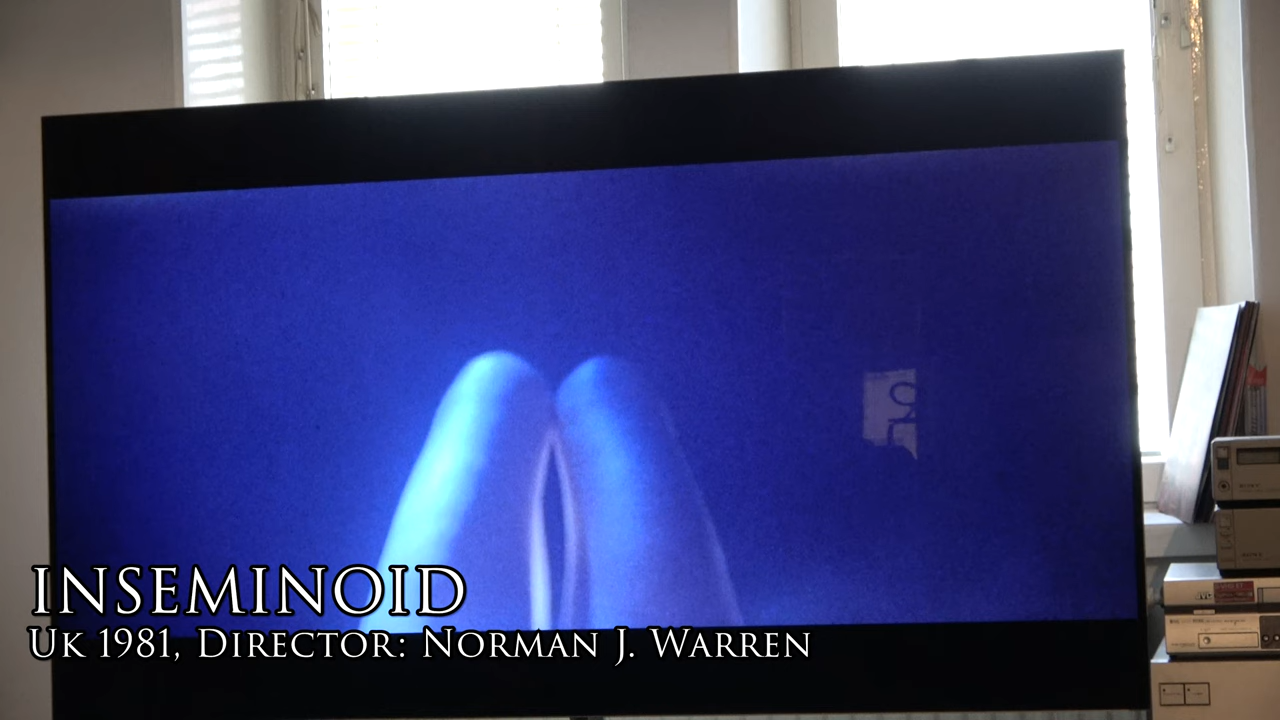 INSEMINOID
UK 1981, DIRECTOR: NORMAN J. WARREN